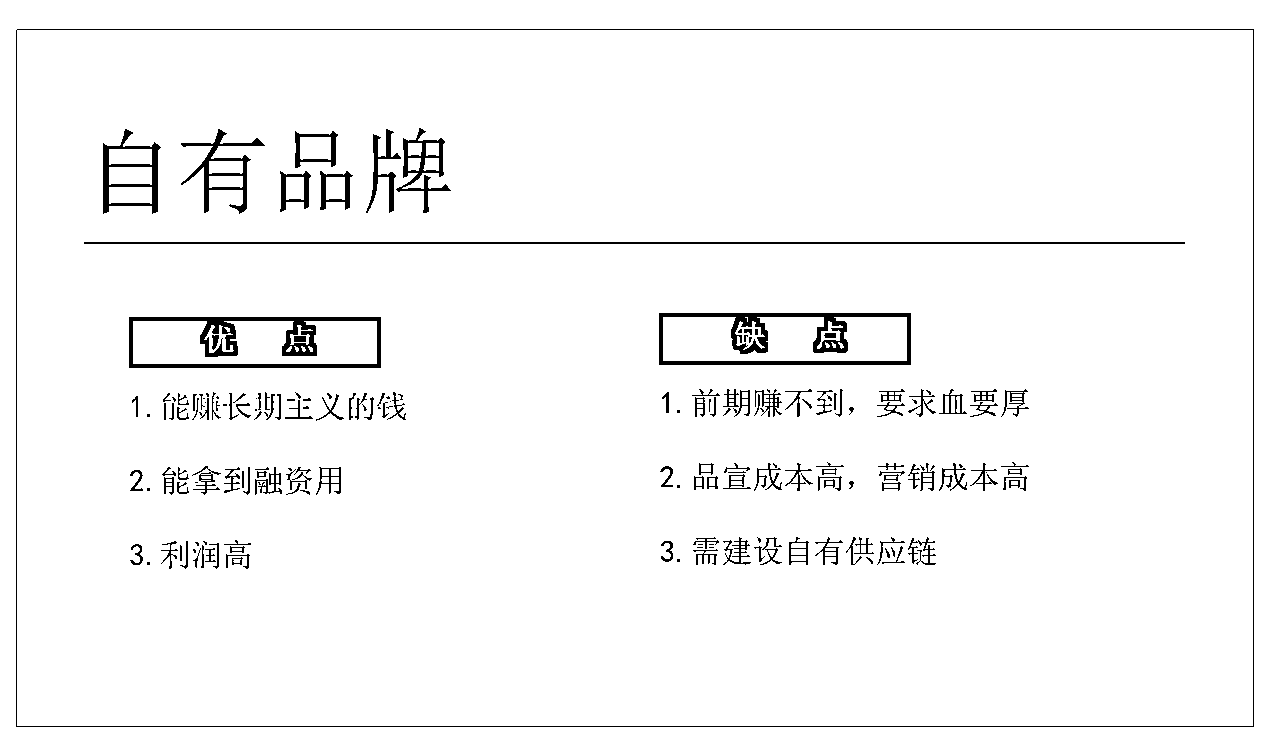 自有品牌
优 点
1.能赚长期主义的钱
2.能拿到融资用
3.利润高
缺 点
1.前期赚不到，要求血要厚
2.品宣成本高，营销成本高
3.需建设自有供应链